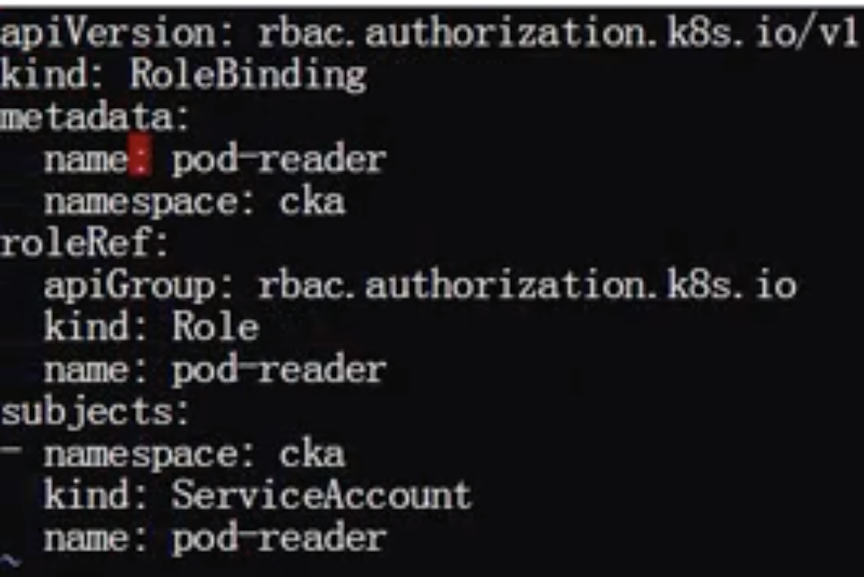 apiVersion: rbac.authorization.k8s.io/v1
kind: RoleBinding
metadata:
  name: pod-reader
  namespace: cka
roleRef:
  apiGroup: rbac.authorization.k8s.io
  kind: Role
  name: pod-reader
subjects:
- namespace: cka
  kind: ServiceAccount
  name: pod-reader
~